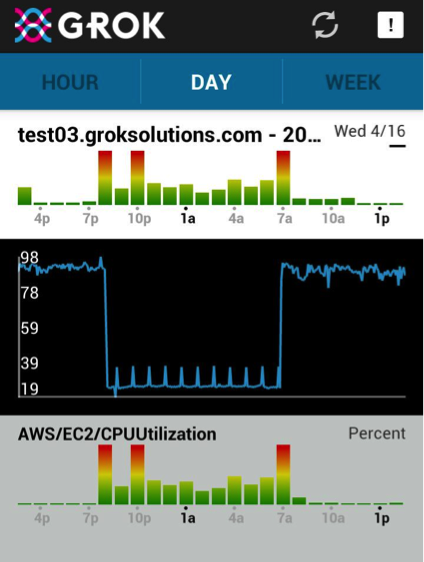 GROK
!
HOUR DAY WEEK
test03.groksolutions.com - 20... Wed 4/16
4p 7p 10p 1a 4a 7a 10a 1p
98
78
59
39
19
AWS/EC2/CPUUtilization Percent
4p 7p 10p 1a 4a 7a 10a 1p